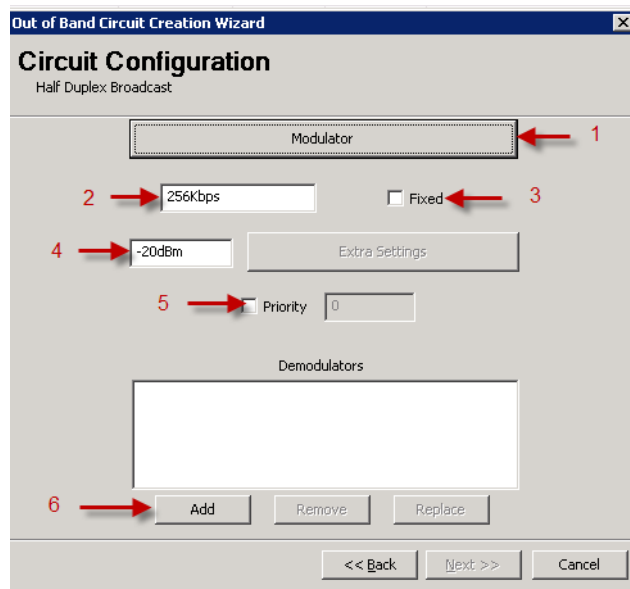 Out of Band Circuit Creation Wizard
Circuit Configuration
Half Duplex Broadcast
Modulator 1
2 256Kbps Fixed 3
4 -20dBm Extra Settings
5 Priority 0
Demodulators
6 Add Remove Replace
<< Back Next >> Cancel